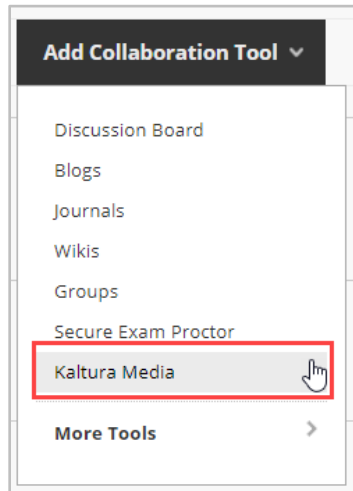 Add Collaboration Tool
Discussion Board
Blogs
Journals
Wikis
Groups
Secure Exam Proctor
Kaltura Media
More Tools